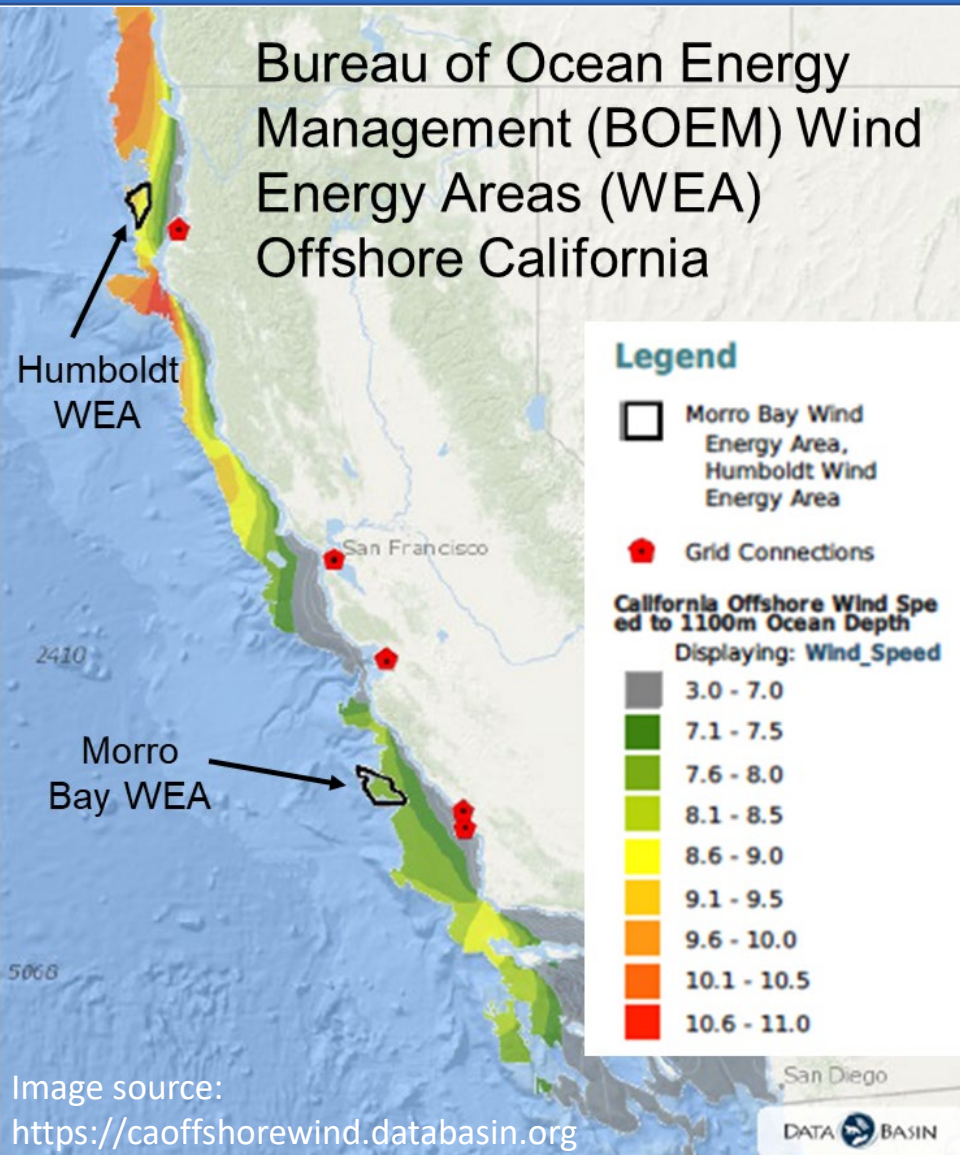 Bureau of Ocean Energy
Management (BOEM) Wind
Energy Areas (WEA)
Offshore California
Humboldt
WEA
San Francisco
2410
Morro
Bay WEA
5068
Legend
Morro Bay Wind
Energy Area,
Humboldt Wind
Energy Area
Grid Connections
California Offshore Wind Spe
ed to 1100m Ocean Depth
Displaying: Wind_Speed
3.0 - 7.0
7.1 - 7.5
7.6 - 8.0
8.1 - 8.5
8.6 - 9.0
9.1 - 9.5
9.6 - 10.0
10.1 - 10.5
10.6 - 11.0
San Diego
Image source:
https://caoffshorewind.databasin.org
DATA BASIN